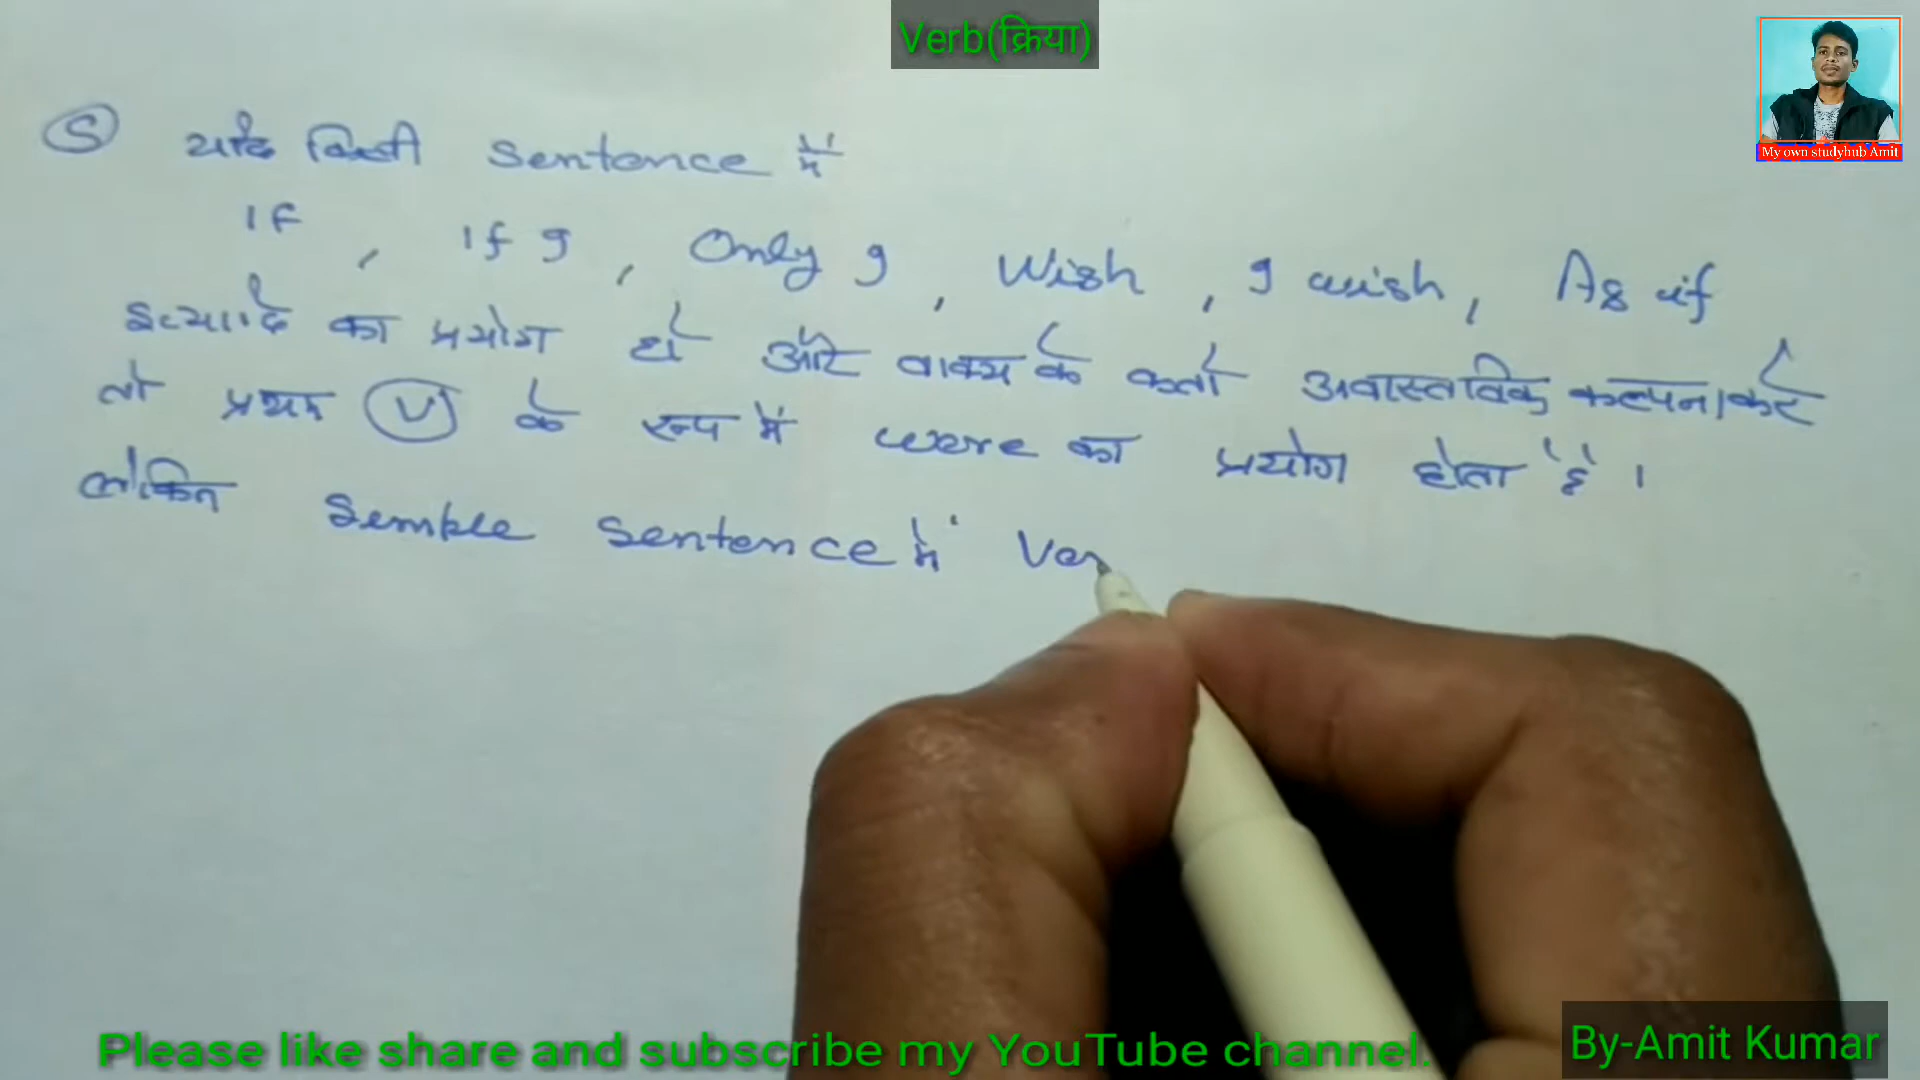 Verb(क्रिया)
My own studyhub Amit
S यदि किसी Sentence में
If , If I , Only I , Wish , I wish , As if
इत्यादि का प्रयोग हो और वाक्य के कर्ता अवास्तविक कल्पना करे
तो प्रथम V के रूप में were का प्रयोग होता है ।
लेकिन Semble Sentence में Ver
Please like share and subscribe my YouTube channel.
By-Amit Kumar